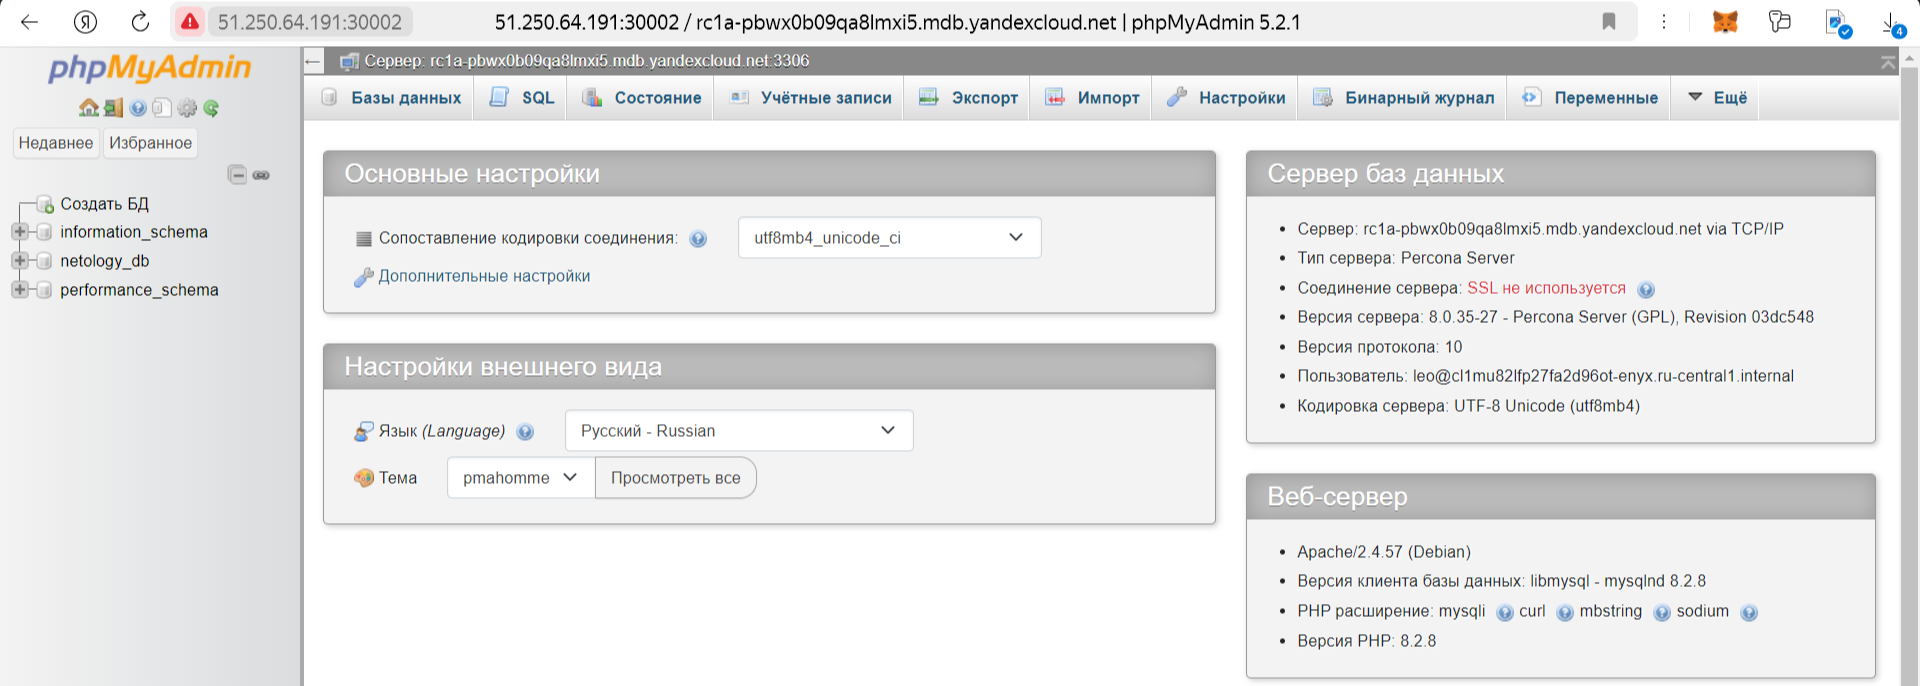 51.250.64.191:30002
51.250.64.191:30002 / rc1a-pbwx0b09qa8lmxi5.mdb.yandexcloud.net | phpMyAdmin 5.2.1
4
phpMyAdmin
Недавнее Избранное
Создать БД
information_schema
netology_db
performance_schema
Сервер: rc1a-pbwx0b09qa8lmxi5.mdb.yandexcloud.net:3306
Базы данных SQL Состояние Учётные записи Экспорт Импорт Настройки Бинарный журнал Переменные Ещё
Основные настройки
Сопоставление кодировки соединения: utf8mb4_unicode_ci
Дополнительные настройки
Настройки внешнего вида
Язык (Language) Русский - Russian
Тема pmahomme Просмотреть все
Сервер баз данных
Сервер: rc1a-pbwx0b09qa8lmxi5.mdb.yandexcloud.net via TCP/IP
Тип сервера: Percona Server
Соединение сервера: SSL не используется
Версия сервера: 8.0.35-27 - Percona Server (GPL), Revision 03dc548
Версия протокола: 10
Пользователь: leo@cl1mu82lfp27fa2d96ot-enyx.ru-central1.internal
Кодировка сервера: UTF-8 Unicode (utf8mb4)
Веб-сервер
Apache/2.4.57 (Debian)
Версия клиента базы данных: libmysql - mysqlnd 8.2.8
PHP расширение: mysqli curl mbstring sodium
Версия PHP: 8.2.8